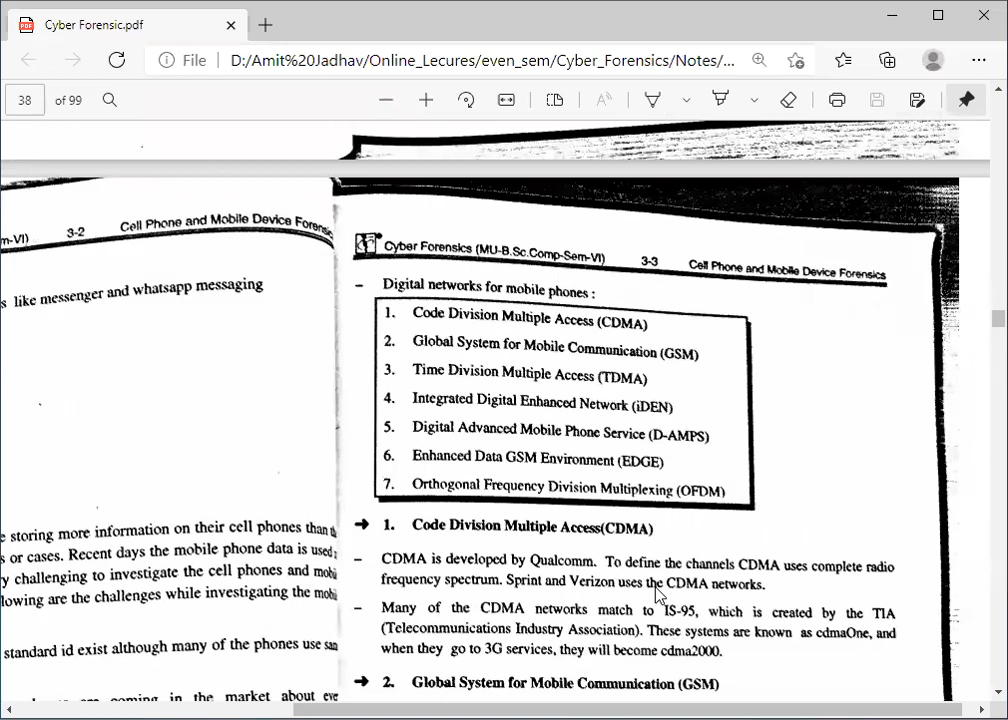 Cyber Forensic.pdf
File
D:/Amit%20Jadhav/Online_Lecures/even_sem/Cyber_Forensics/Notes/...
38 of 99
m-VI)
3-2
Cell Phone and Mobile Device
s like messenger and whatsapp messaging
e storing more information on their cell phones than
s or cases. Recent days the mobile phone data is used
y challenging to investigate the cell phones and
lowing are the challenges while investigating the
standard id exist although many of the phones use
are coming in the market about
Cyber Forensics (MU-B.Sc.Comp-Sem-VI)
3-3
Cell Phone and Mobile Device Forensics
– Digital networks for mobile phones :
1. Code Division Multiple Access (CDMA)
2. Global System for Mobile Communication (GSM)
3. Time Division Multiple Access (TDMA)
4. Integrated Digital Enhanced Network (iDEN)
5. Digital Advanced Mobile Phone Service (D-AMPS)
6. Enhanced Data GSM Environment (EDGE)
7. Orthogonal Frequency Division Multiplexing (OFDM)
➔ 1. Code Division Multiple Access(CDMA)
– CDMA is developed by Qualcomm. To define the channels CDMA uses complete radio
frequency spectrum. Sprint and Verizon uses the CDMA networks.
– Many of the CDMA networks match to IS-95, which is created by the TIA
(Telecommunications Industry Association). These systems are known as cdmaOne, and
when they go to 3G services, they will become cdma2000.
➔ 2. Global System for Mobile Communication (GSM)